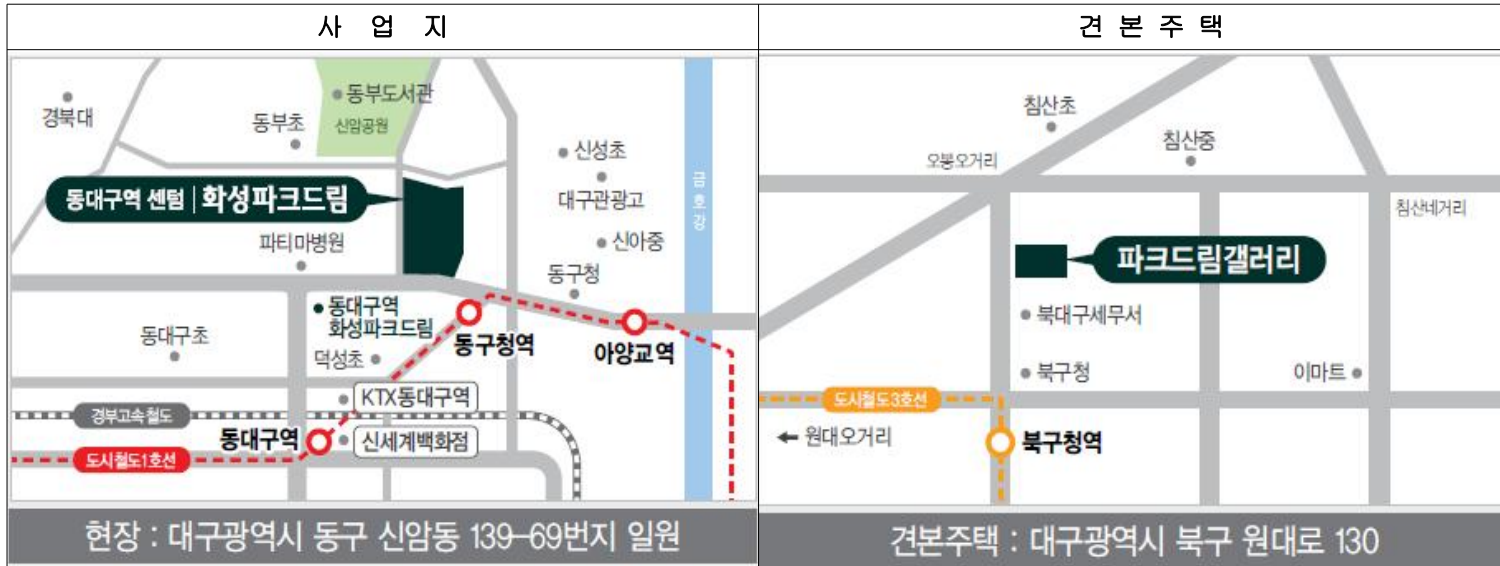 사 업 지
경북대
동부도서관
신암공원
동부초
신성초
대구관광고
신아중
동구청
금호강
동대구역 센텀 | 화성파크드림
파티마병원
동대구역
화성파크드림
동대구초
덕성초
동구청역
아양교역
KTX동대구역
경부고속철도
동대구역
신세계백화점
도시철도1호선
현장 : 대구광역시 동구 신암동 139-69번지 일원
견 본 주 택
침산초
침산중
오봉오거리
침산네거리
파크드림갤러리
북대구세무서
북구청
이마트
도시철도3호선
← 원대오거리
북구청역
견본주택 : 대구광역시 북구 원대로 130